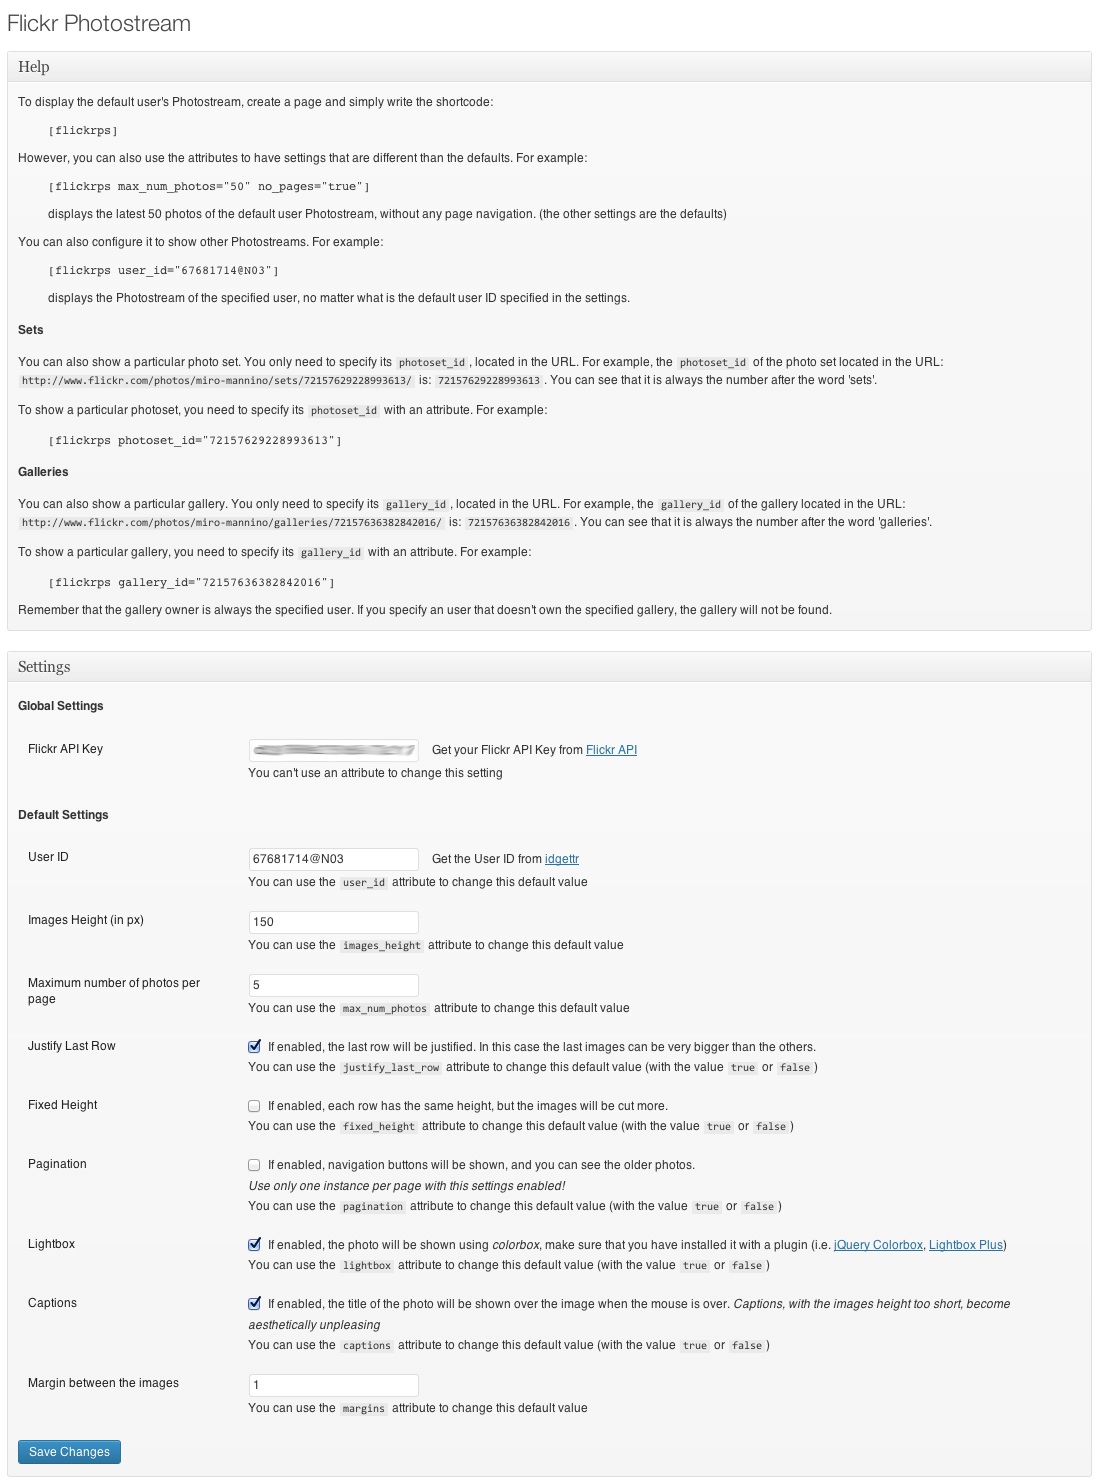 Flickr Photostream
Help
To display the default user's Photostream, create a page and simply write the shortcode:
[flickrps]
However, you can also use the attributes to have settings that are different than the defaults. For example:
[flickrps max_num_photos="50" no_pages="true"]
displays the latest 50 photos of the default user Photostream, without any page navigation. (the other settings are the defaults)
You can also configure it to show other Photostreams. For example:
[flickrps user_id="67681714@N03"]
displays the Photostream of the specified user, no matter what is the default user ID specified in the settings.
Sets
You can also show a particular photo set. You only need to specify its photoset_id, located in the URL. For example, the photoset_id of the photo set located in the URL:
http://www.flickr.com/photos/miro-mannino/sets/72157629228993613/ is: 72157629228993613. You can see that it is always the number after the word 'sets'.
To show a particular photoset, you need to specify its photoset_id with an attribute. For example:
[flickrps photoset_id="72157629228993613"]
Galleries
You can also show a particular gallery. You only need to specify its gallery_id, located in the URL. For example, the gallery_id of the gallery located in the URL:
http://www.flickr.com/photos/miro-mannino/galleries/72157636382842016/ is: 72157636382842016. You can see that it is always the number after the word 'galleries'.
To show a particular gallery, you need to specify its gallery_id with an attribute. For example:
[flickrps gallery_id="72157636382842016"]
Remember that the gallery owner is always the specified user. If you specify an user that doesn't own the specified gallery, the gallery will not be found.
Settings
Global Settings
Flickr API Key
Get your Flickr API Key from Flickr API
You can't use an attribute to change this setting
Default Settings
User ID
67681714@N03 Get the User ID from idgettr
You can use the user_id attribute to change this default value
Images Height (in px)
150
You can use the images_height attribute to change this default value
Maximum number of photos per
page
5
You can use the max_num_photos attribute to change this default value
Justify Last Row
If enabled, the last row will be justified. In this case the last images can be very bigger than the others.
You can use the justify_last_row attribute to change this default value (with the value true or false)
Fixed Height
If enabled, each row has the same height, but the images will be cut more.
You can use the fixed_height attribute to change this default value (with the value true or false)
Pagination
If enabled, navigation buttons will be shown, and you can see the older photos.
Use only one instance per page with this settings enabled!
You can use the pagination attribute to change this default value (with the value true or false)
Lightbox
If enabled, the photo will be shown using colorbox, make sure that you have installed it with a plugin (i.e. jQuery Colorbox, Lightbox Plus)
You can use the lightbox attribute to change this default value (with the value true or false)
Captions
If enabled, the title of the photo will be shown over the image when the mouse is over. Captions, with the images height too short, become
aesthetically unpleasing
You can use the captions attribute to change this default value (with the value true or false)
Margin between the images
1
You can use the margins attribute to change this default value
Save Changes